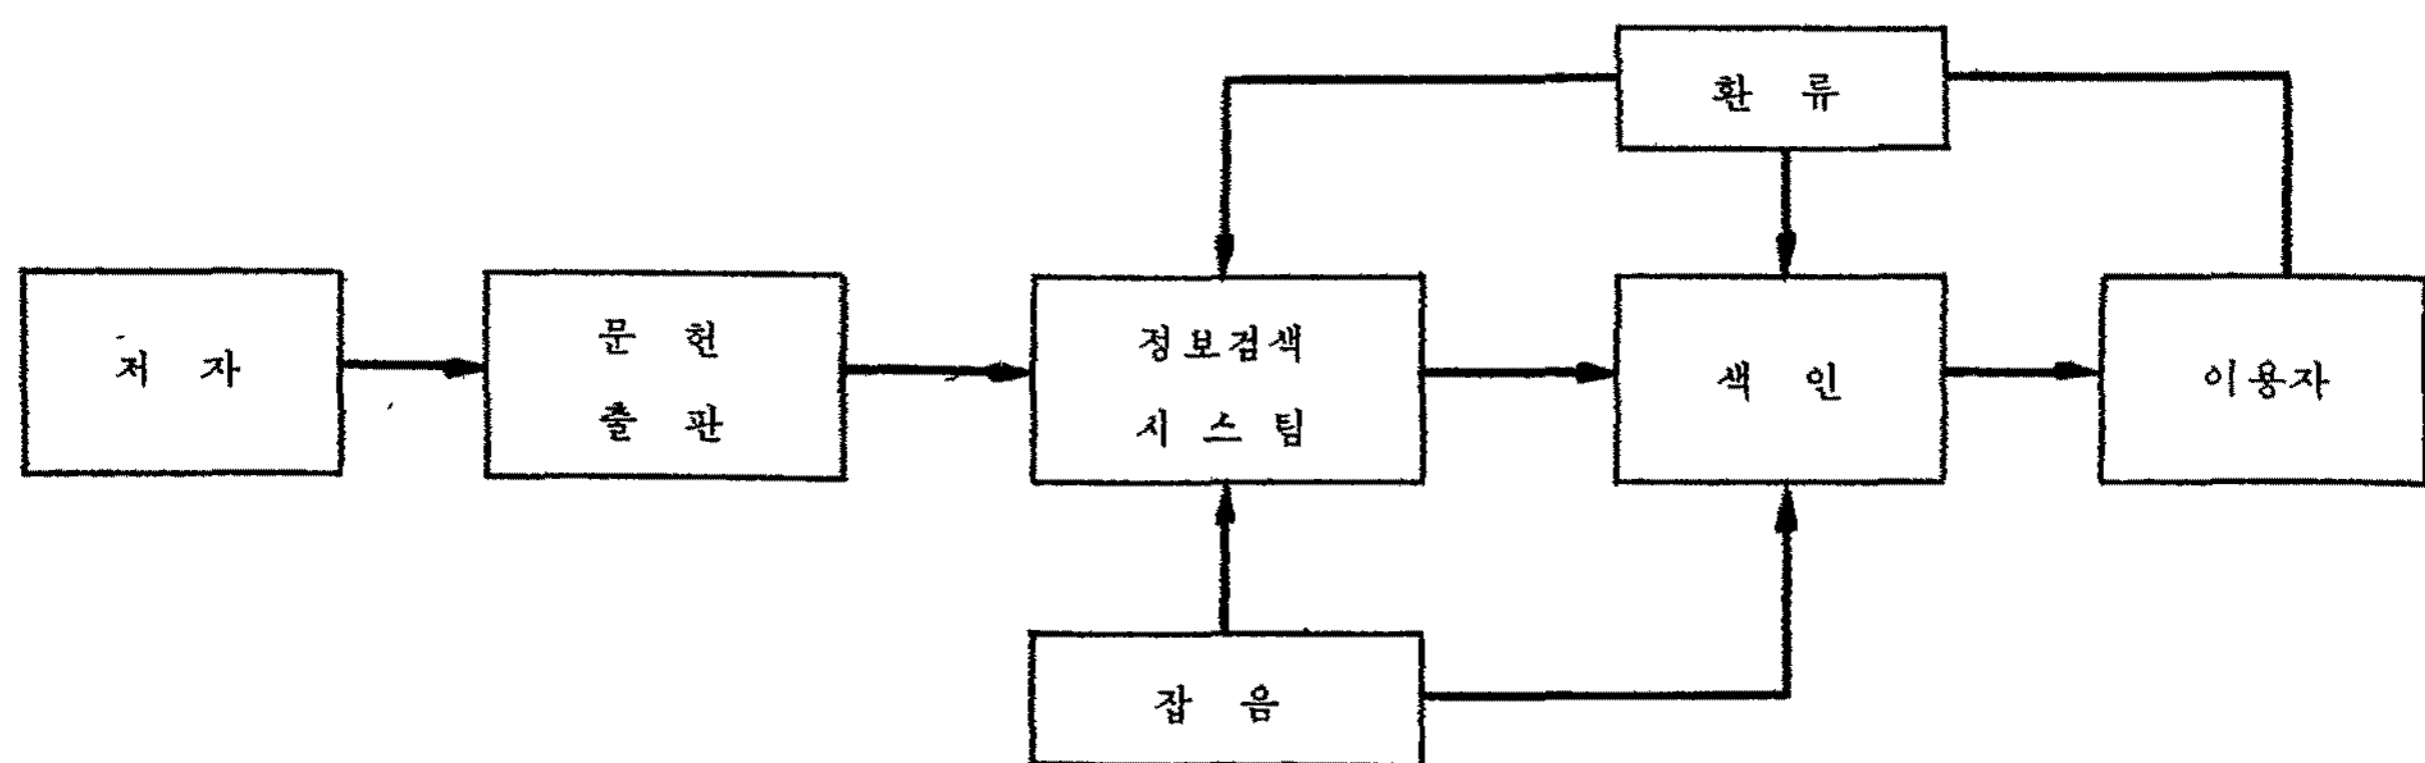 환 류
저 자
문 헌
출 판
정보검색
시 스 팀
색 인
이용자
잡 음